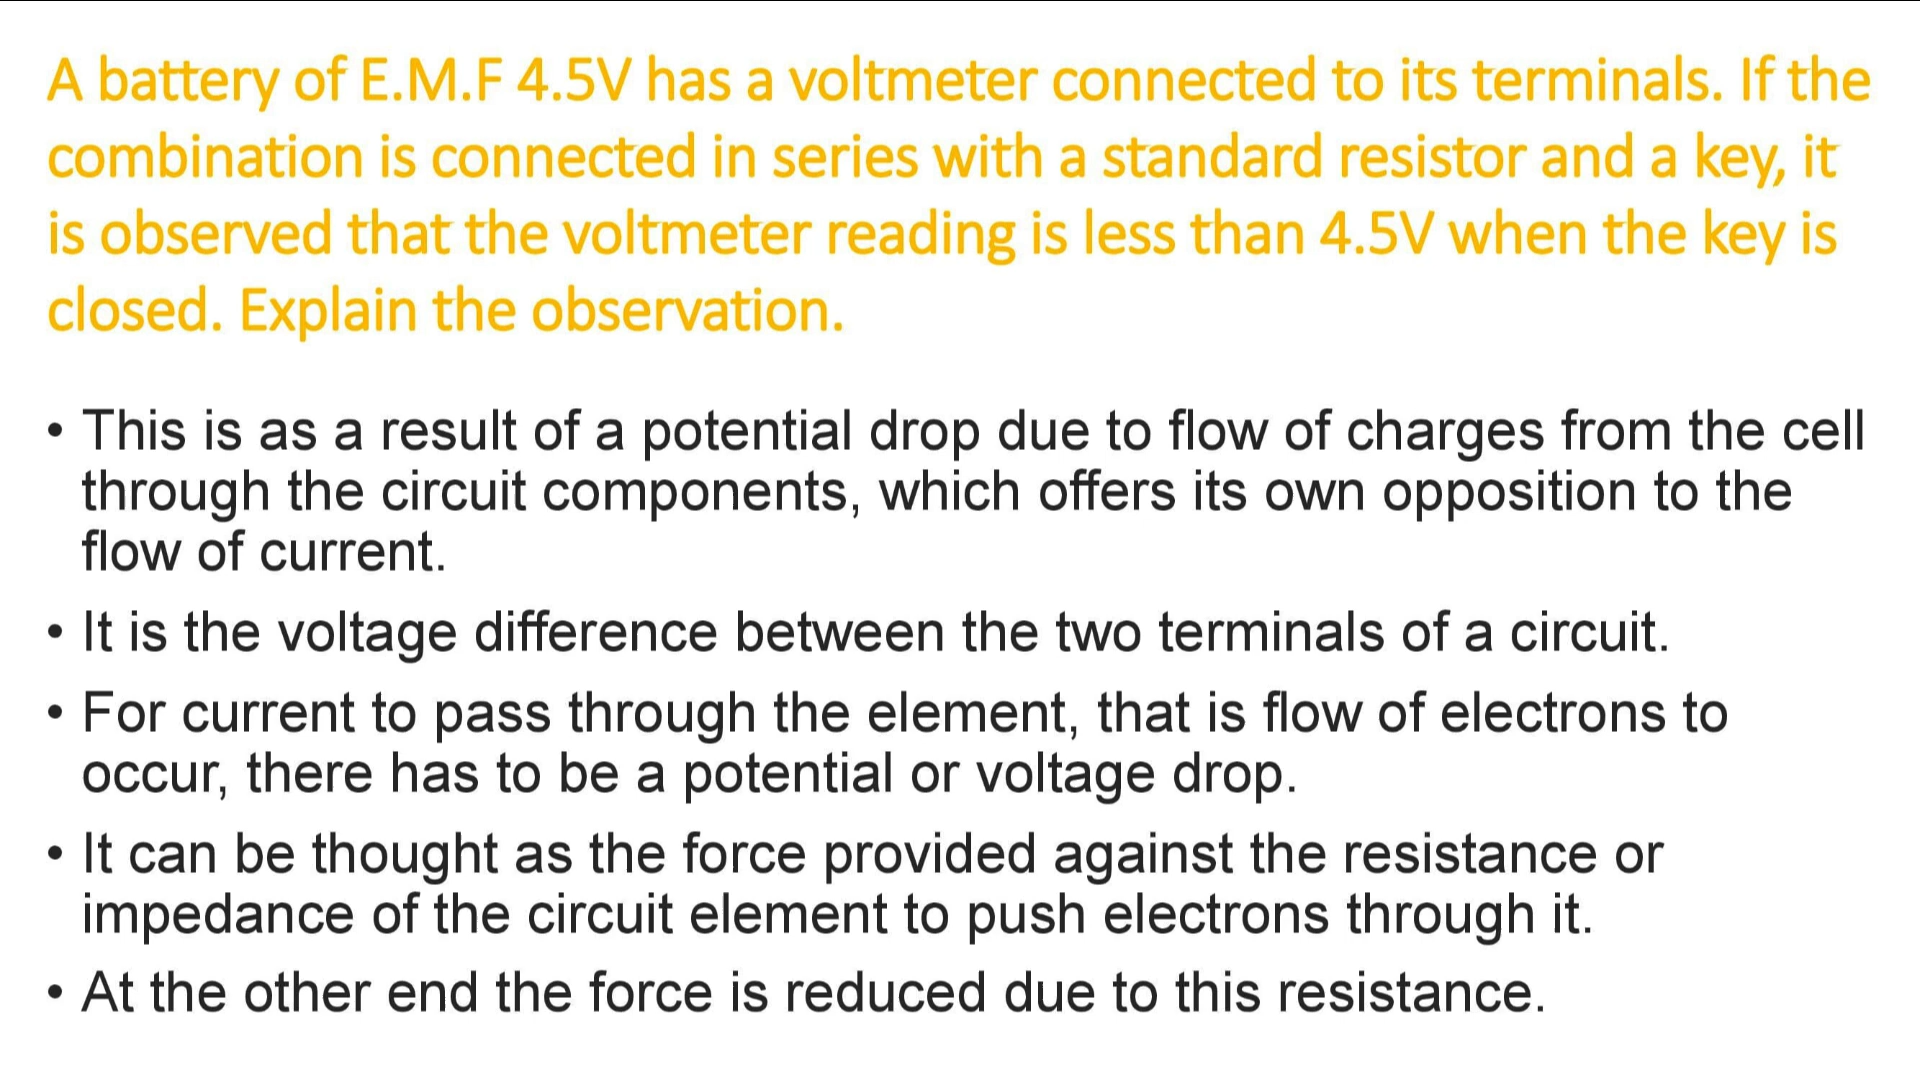 A battery of E.M.F 4.5V has a voltmeter connected to its terminals. If the
combination is connected in series with a standard resistor and a key, it
is observed that the voltmeter reading is less than 4.5V when the key is
closed. Explain the observation.
• This is as a result of a potential drop due to flow of charges from the cell
through the circuit components, which offers its own opposition to the
flow of current.
• It is the voltage difference between the two terminals of a circuit.
• For current to pass through the element, that is flow of electrons to
occur, there has to be a potential or voltage drop.
• It can be thought as the force provided against the resistance or
impedance of the circuit element to push electrons through it.
• At the other end the force is reduced due to this resistance.